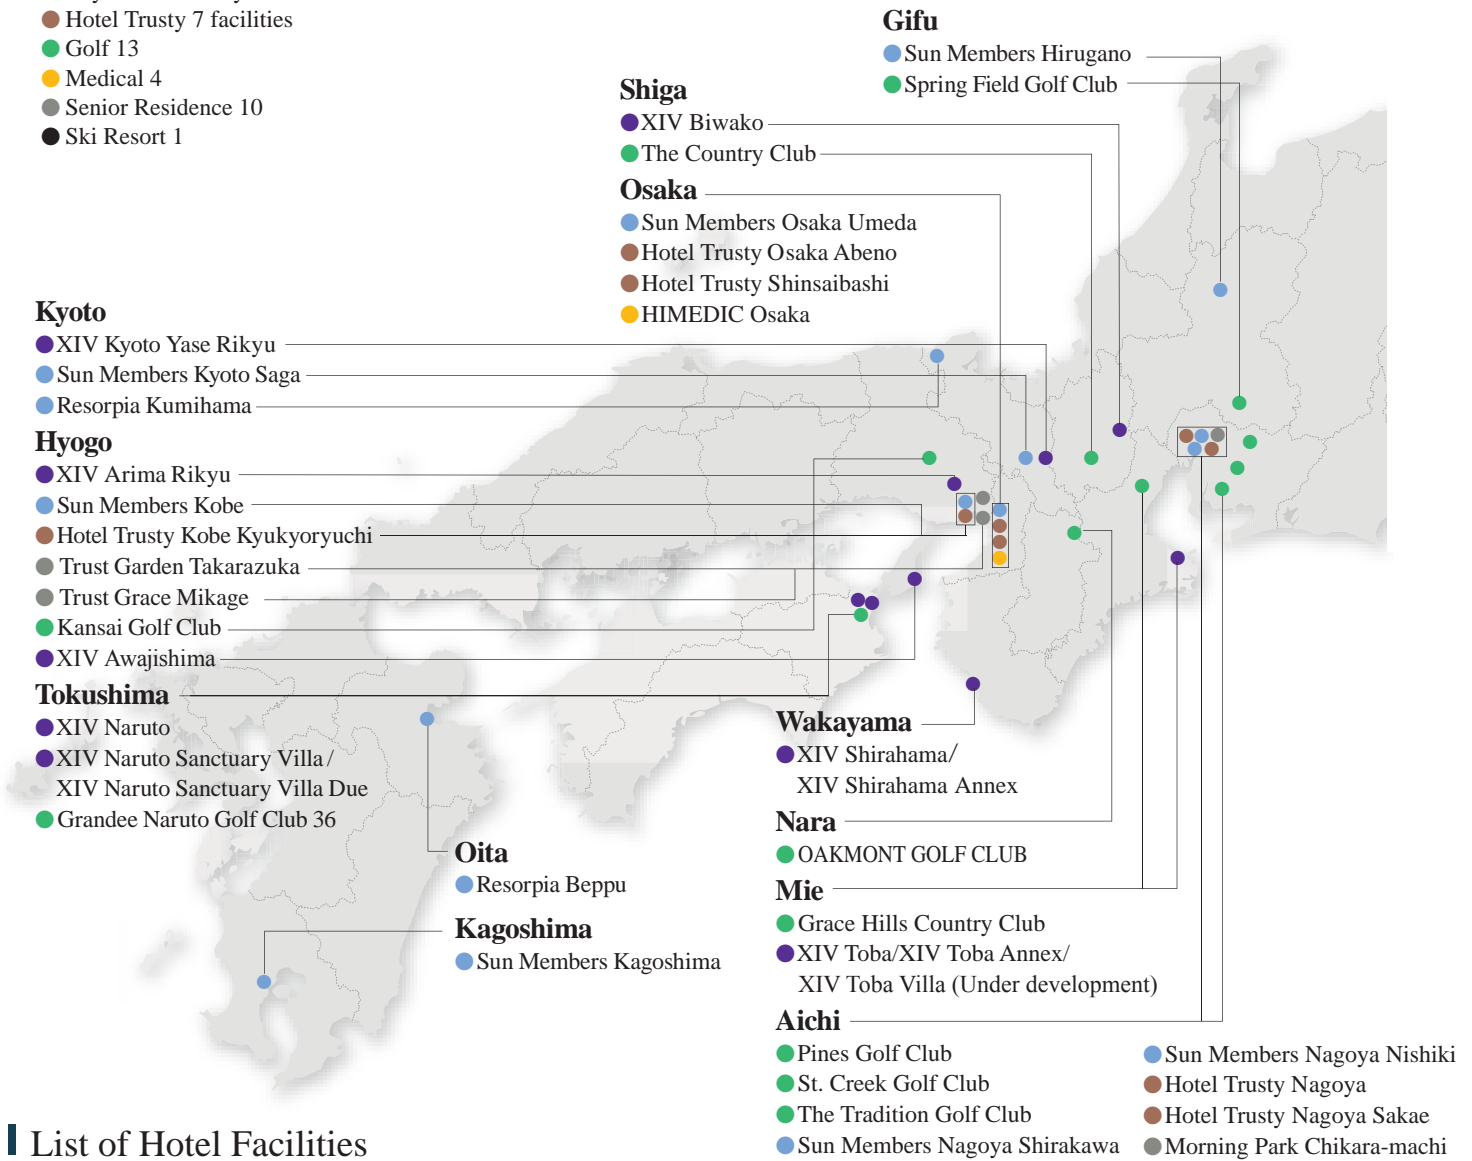 Hotel Trusty 7 facilities
Golf 13
Medical 4
Senior Residence 10
Ski Resort 1
Gifu
Sun Members Hirugano
Spring Field Golf Club
Shiga
XIV Biwako
The Country Club
Osaka
Sun Members Osaka Umeda
Hotel Trusty Osaka Abeno
Hotel Trusty Shinsaibashi
HIMEDIC Osaka
Kyoto
XIV Kyoto Yase Rikyu
Sun Members Kyoto Saga
Resorpia Kumihama
Hyogo
XIV Arima Rikyu
Sun Members Kobe
Hotel Trusty Kobe Kyukyoryuchi
Trust Garden Takarazuka
Trust Grace Mikage
Kansai Golf Club
XIV Awajishima
Tokushima
XIV Naruto
XIV Naruto Sanctuary Villa/
XIV Naruto Sanctuary Villa Due
Grandee Naruto Golf Club 36
Oita
Resorpia Beppu
Kagoshima
Sun Members Kagoshima
Wakayama
XIV Shirahama/
XIV Shirahama Annex
Nara
OAKMONT GOLF CLUB
Mie
Grace Hills Country Club
XIV Toba/XIV Toba Annex/
XIV Toba Villa (Under development)
Aichi
Pines Golf Club
St. Creek Golf Club
The Tradition Golf Club
Sun Members Nagoya Shirakawa
Sun Members Nagoya Nishiki
Hotel Trusty Nagoya
Hotel Trusty Nagoya Sakae
Morning Park Chikara-machi
List of Hotel Facilities